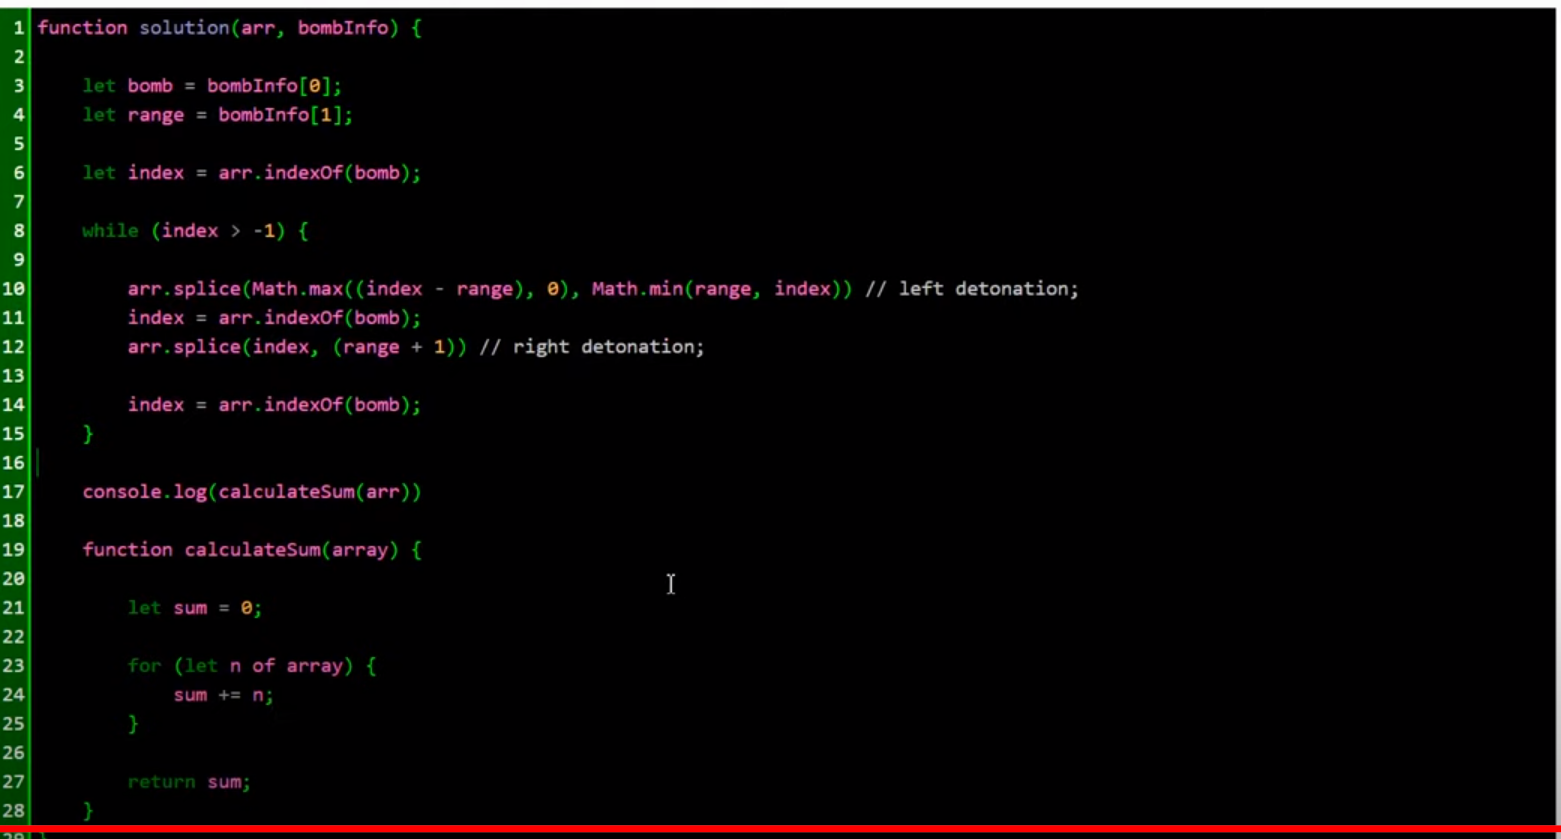 1 function solution(arr, bombInfo) {
2
3     let bomb = bombInfo[0];
4     let range = bombInfo[1];
5
6     let index = arr.indexOf(bomb);
7
8     while (index > -1) {
9
10         arr.splice(Math.max((index - range), 0), Math.min(range, index)) // left detonation;
11         index = arr.indexOf(bomb);
12         arr.splice(index, (range + 1)) // right detonation;
13
14         index = arr.indexOf(bomb);
15     }
16
17     console.log(calculateSum(arr))
18
19     function calculateSum(array) {
20
21         let sum = 0;
22
23         for (let n of array) {
24             sum += n;
25         }
26
27         return sum;
28     }